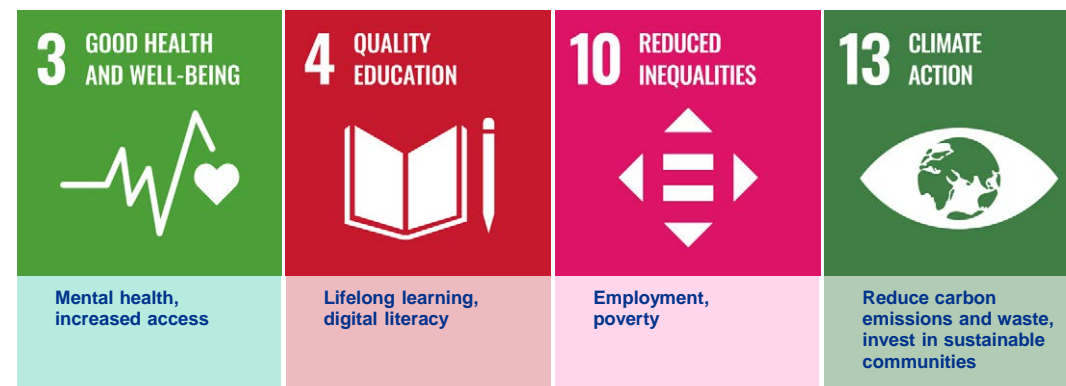 3 GOOD HEALTH
AND WELL-BEING
Mental health,
increased access
4 QUALITY
EDUCATION
Lifelong learning,
digital literacy
10 REDUCED
INEQUALITIES
Employment,
poverty
13 CLIMATE
ACTION
Reduce carbon
emissions and waste,
invest in sustainable
communities